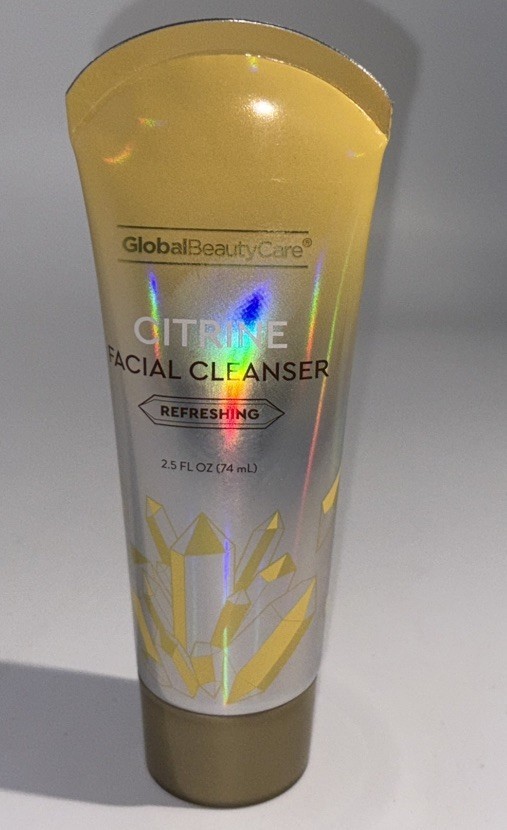 GlobalBeautyCare®
CITRINE
FACIAL CLEANSER
REFRESHING
2.5 FL OZ (74 mL)